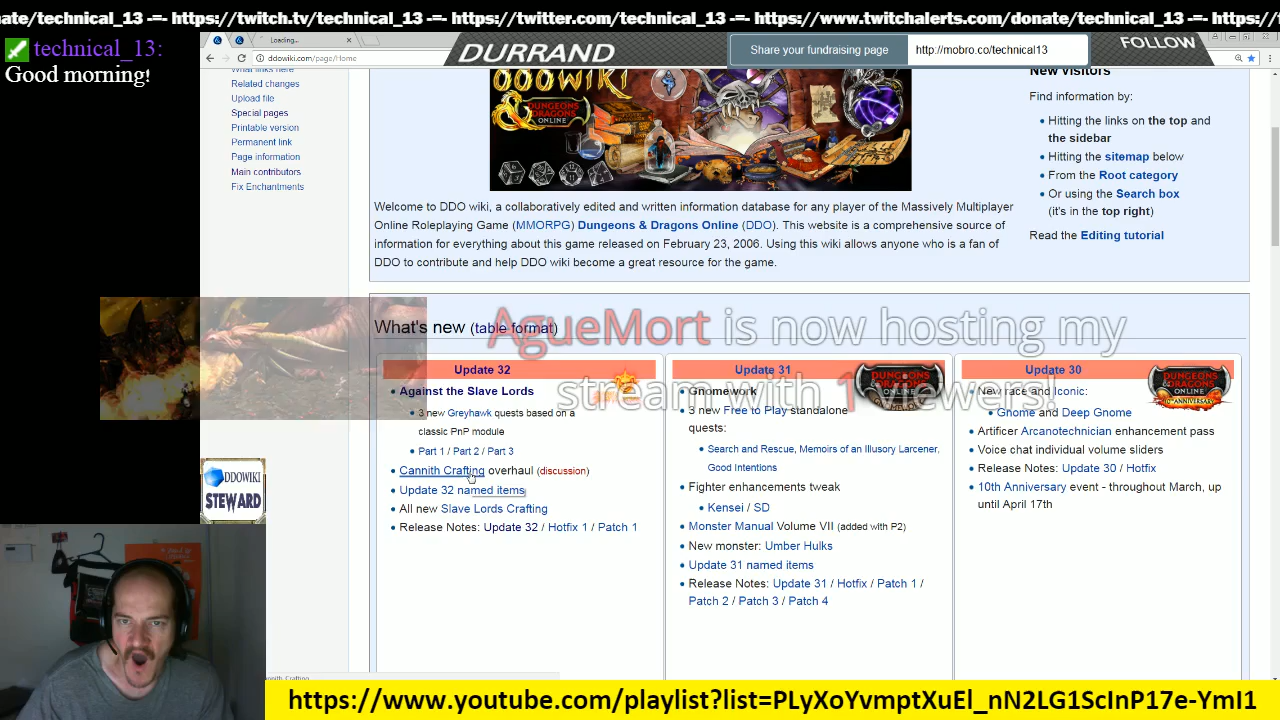 nate/technical_13 -=- https://twitch.tv/technical_13 -=- https://twitter.com/technical_13 -=- https://www.twitchalerts.com/donate/technical_13 -=- https://
technical_13:
Good morning!
Loading...
ddowiki.com/page/Home
DURRAND
Share your fundraising page
http://mobro.co/technical13
FOLLOW
What links here
Related changes
Upload file
Special pages
Printable version
Permanent link
Page information
Main contributors
Fix Enchantments
DDOWIKI
DUNGEONS & DRAGONS ONLINE
New visitors
Find information by:
Hitting the links on the top and the sidebar
Hitting the sitemap below
From the Root category
Or using the Search box
(it's in the top right)
Read the Editing tutorial
Welcome to DDO wiki, a collaboratively edited and written information database for any player of the Massively Multiplayer
Online Roleplaying Game (MMORPG) Dungeons & Dragons Online (DDO). This website is a comprehensive source of
information for everything about this game released on February 23, 2006. Using this wiki allows anyone who is a fan of
DDO to contribute and help DDO wiki become a great resource for the game.
What's new (table format)
AgueMort is now hosting my
stream with 1 viewers!
Update 32
Against the Slave Lords
3 new Greyhawk quests based on a
classic PnP module
Part 1 / Part 2 / Part 3
Cannith Crafting overhaul (discussion)
Update 32 named items
All new Slave Lords Crafting
Release Notes: Update 32 / Hotfix 1 / Patch 1
Update 31
Gnomework
3 new Free to Play standalone
quests:
Search and Rescue, Memoirs of an Illusory Larcener,
Good Intentions
Fighter enhancements tweak
Kensei / SD
Monster Manual Volume VII (added with P2)
New monster: Umber Hulks
Update 31 named items
Release Notes: Update 31 / Hotfix / Patch 1 /
Patch 2 / Patch 3 / Patch 4
Update 30
New race and Iconic:
Gnome and Deep Gnome
Artificer Arcanotechnician enhancement pass
Voice chat individual volume sliders
Release Notes: Update 30 / Hotfix
10th Anniversary event - throughout March, up
until April 17th
DDOWIKI
STEWARD
https://www.youtube.com/playlist?list=PLyXoYvmptXuEl_nN2LG1ScInP17e-YmI1